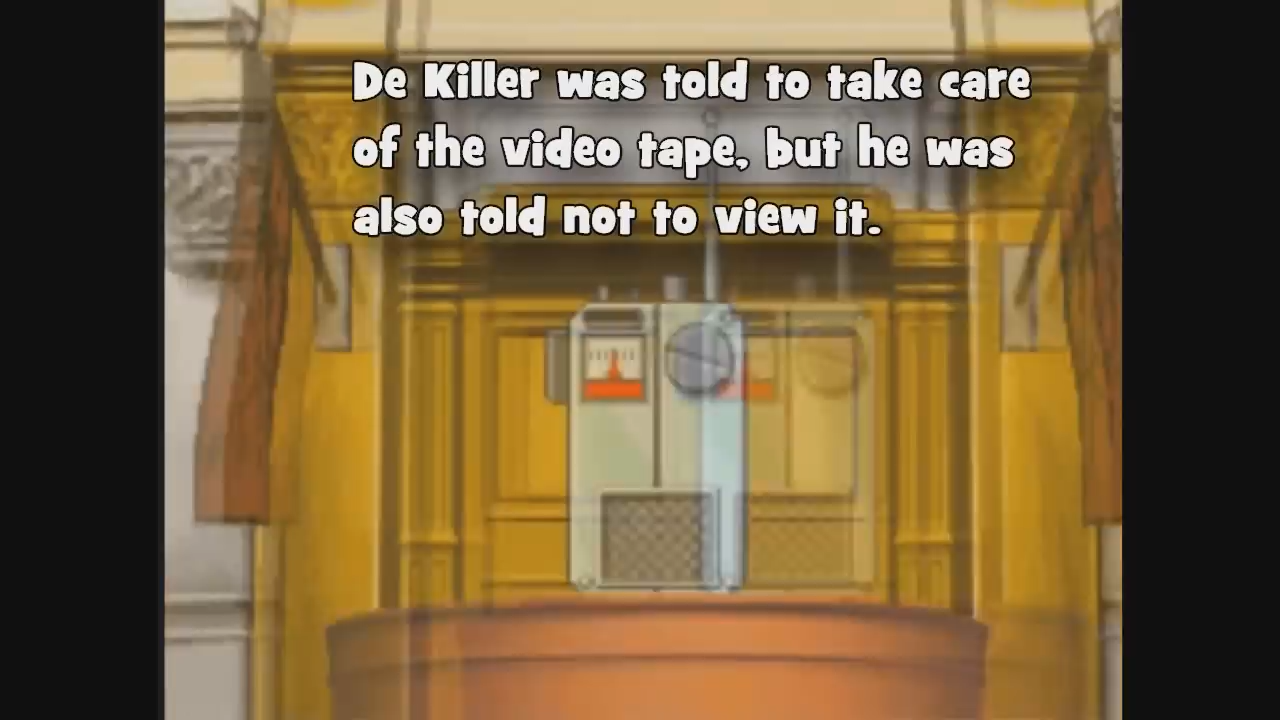 De Killer was told to take care
of the video tape, but he was
also told not to view it.